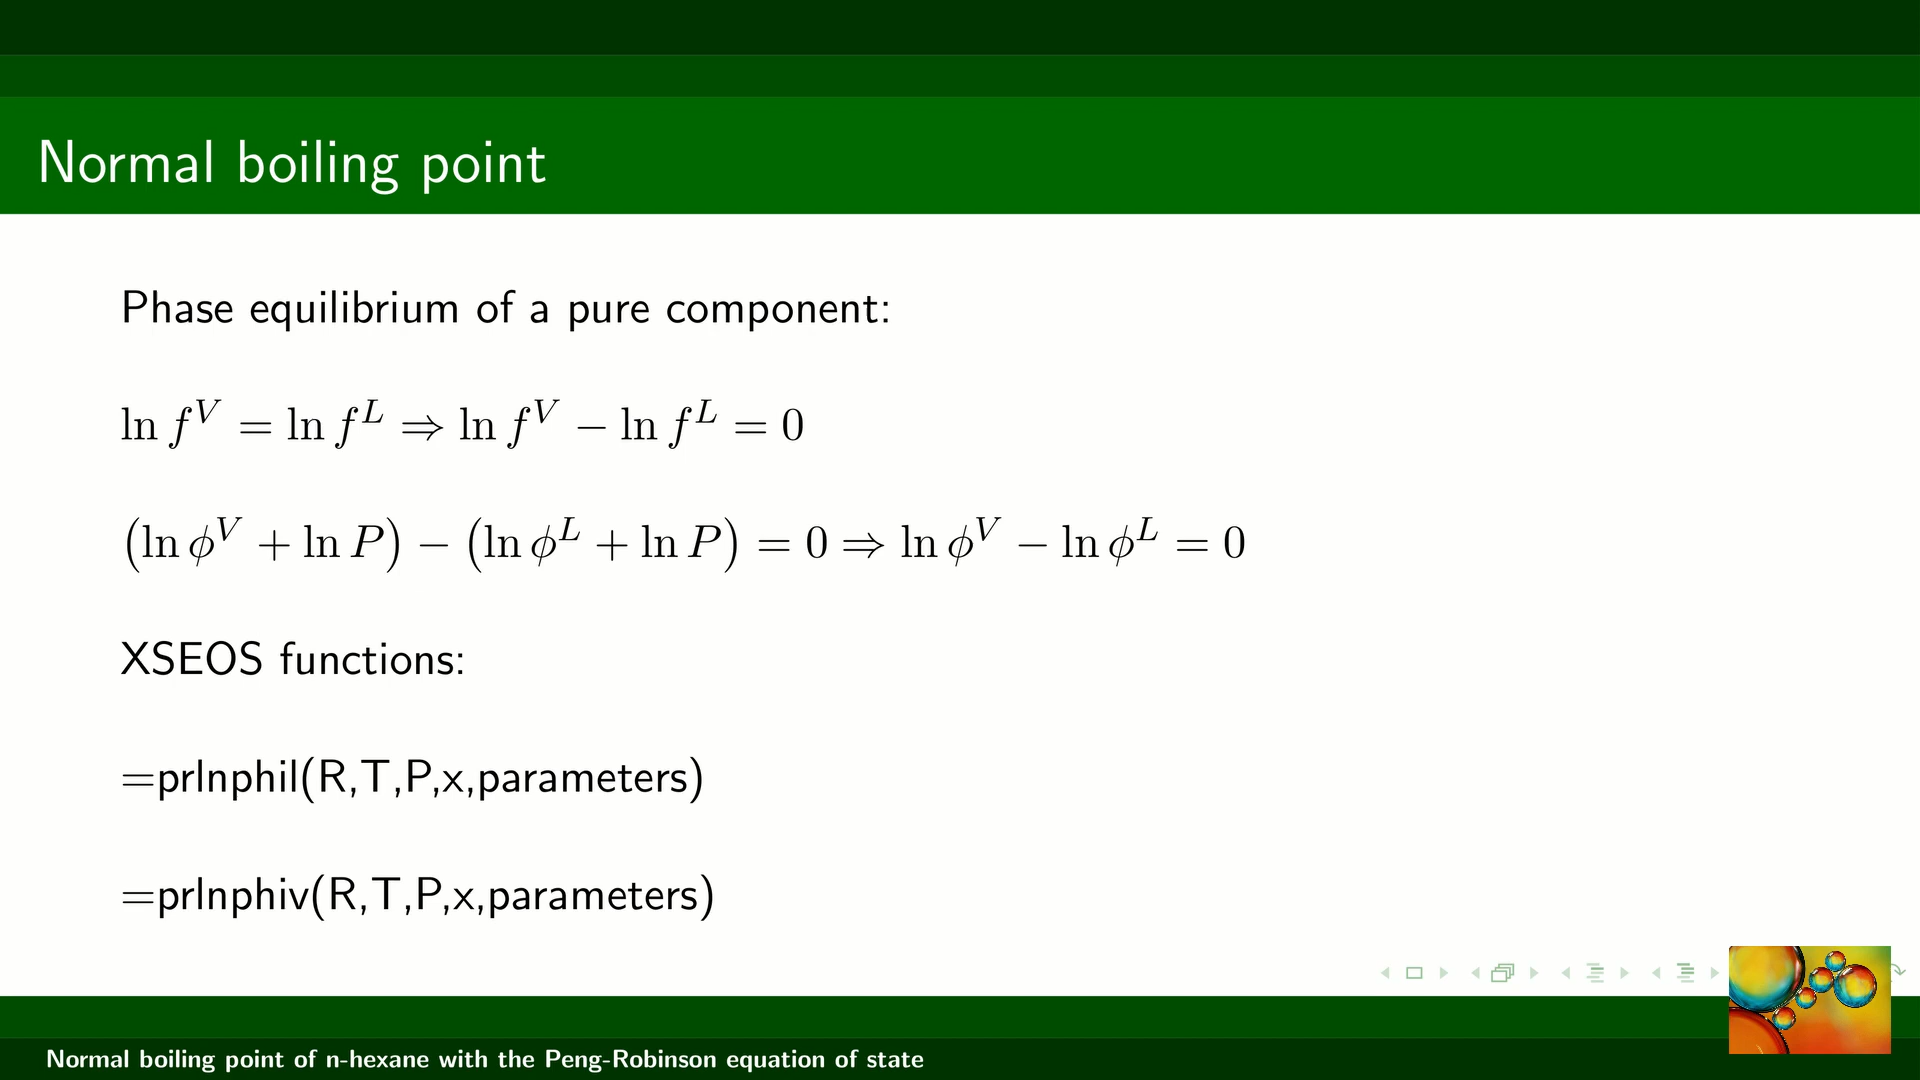 Normal boiling point
Phase equilibrium of a pure component:
ln f^V = ln f^L ⇒ ln f^V − ln f^L = 0
(ln ϕ^V + ln P) − (ln ϕ^L + ln P) = 0 ⇒ ln ϕ^V − ln ϕ^L = 0
XSEOS functions:
=prlnphil(R,T,P,x,parameters)
=prlnphiv(R,T,P,x,parameters)
Normal boiling point of n-hexane with the Peng-Robinson equation of state